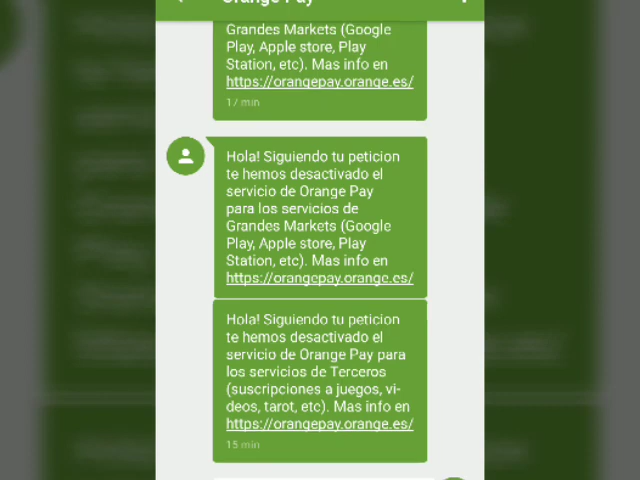 Orange Pay
Grandes Markets (Google
Play, Apple store, Play
Station, etc). Mas info en
https://orangepay.orange.es/
17 min
Hola! Siguiendo tu peticion
te hemos desactivado el
servicio de Orange Pay
para los servicios de
Grandes Markets (Google
Play, Apple store, Play
Station, etc). Mas info en
https://orangepay.orange.es/
Hola! Siguiendo tu peticion
te hemos desactivado el
servicio de Orange Pay para
los servicios de Terceros
(suscripciones a juegos, vi-
deos, tarot, etc). Mas info en
https://orangepay.orange.es/
15 min